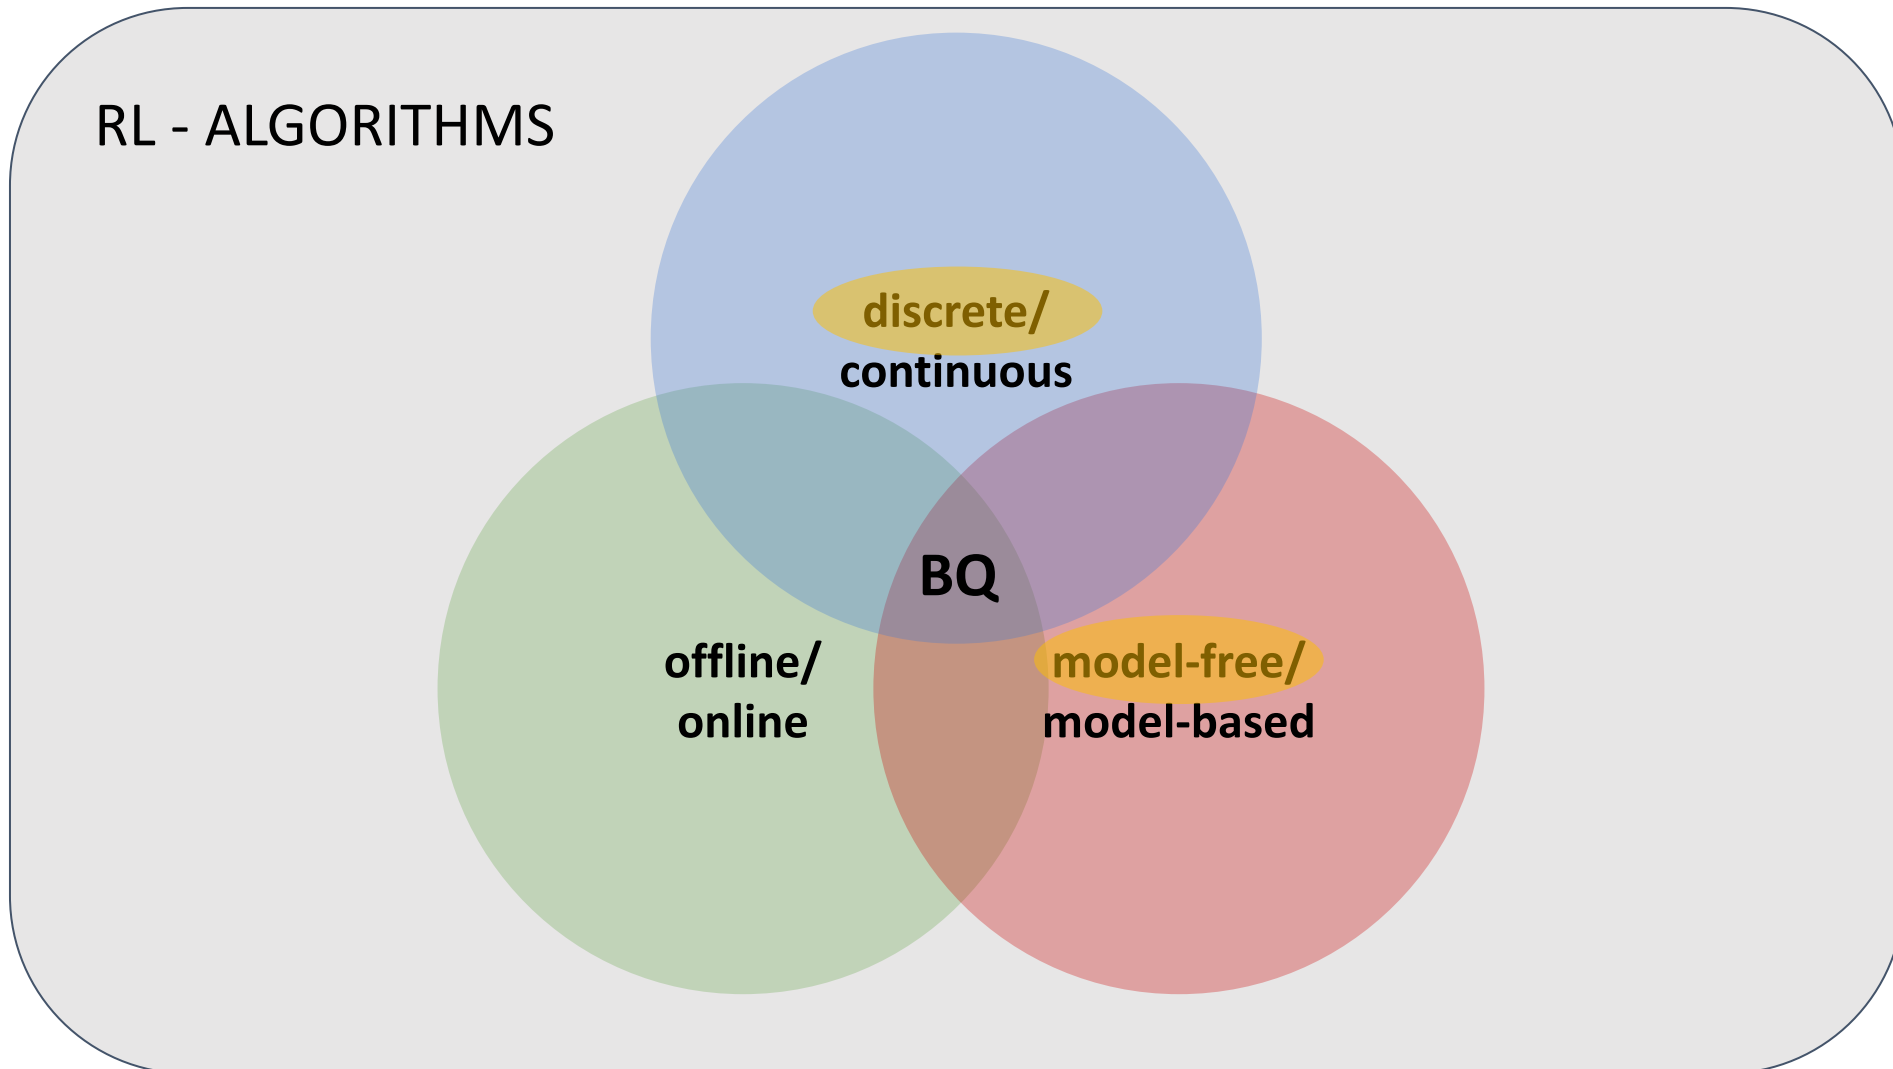 RL - ALGORITHMS
discrete/
continuous
BQ
offline/
online
model-free/
model-based